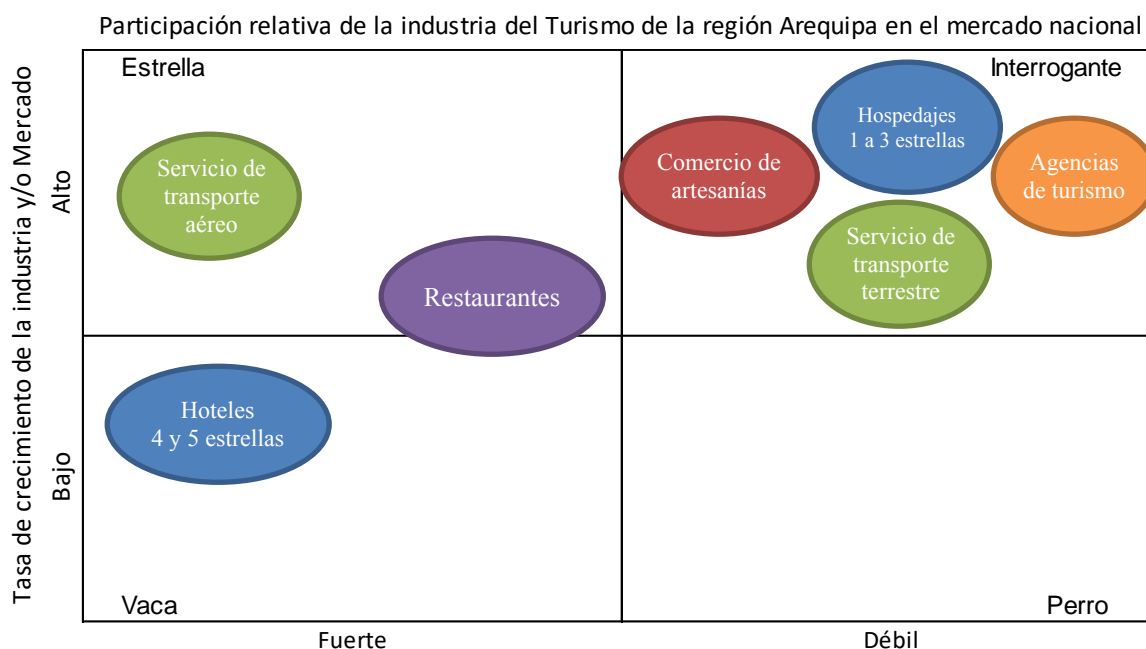 Participación relativa de la industria del Turismo de la región Arequipa en el mercado nacional
Tasa de crecimiento de la industria y/o Mercado
Alto
Bajo
Estrella
Interrogante
Servicio de
transporte
aéreo
Restaurantes
Comercio de
artesanías
Hospedajes
1 a 3 estrellas
Agencias
de turismo
Servicio de
transporte
terrestre
Hoteles
4 y 5 estrellas
Vaca
Perro
Fuerte
Débil